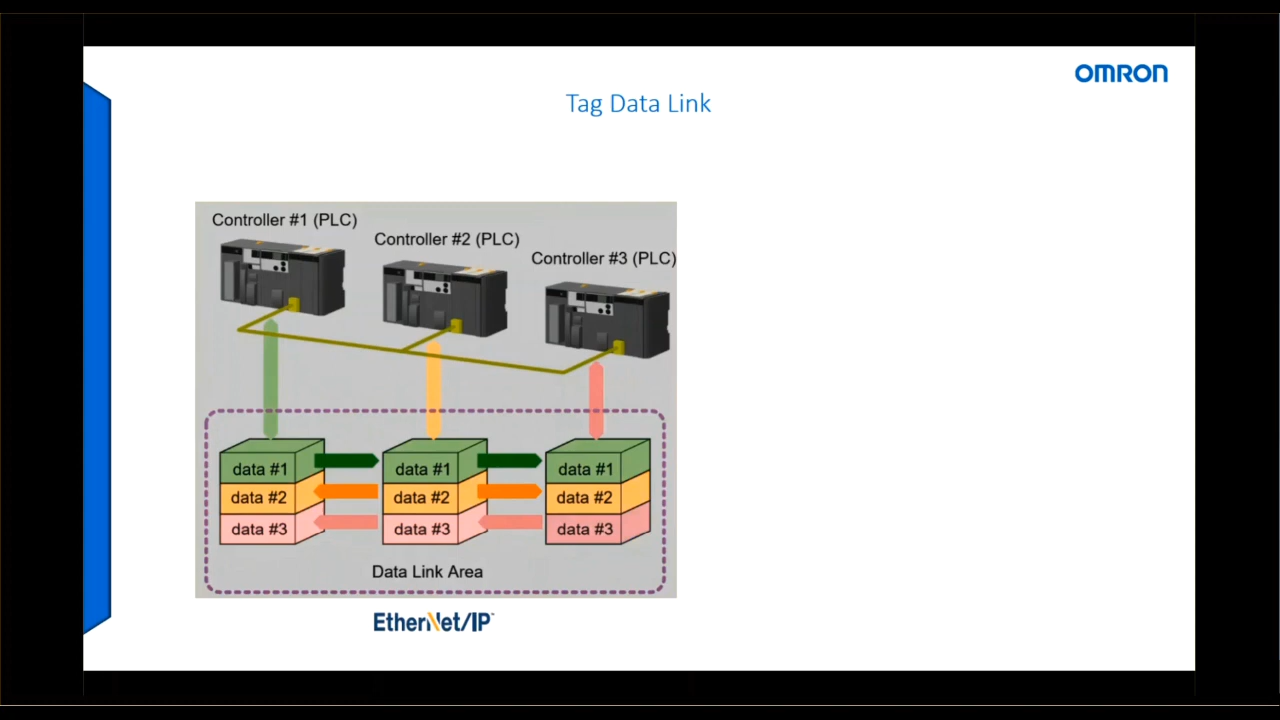 OMRON
Tag Data Link
Controller #1 (PLC)
Controller #2 (PLC)
Controller #3 (PLC)
data #1
data #1
data #1
data #2
data #2
data #2
data #3
data #3
data #3
Data Link Area
EtherNet/IP™